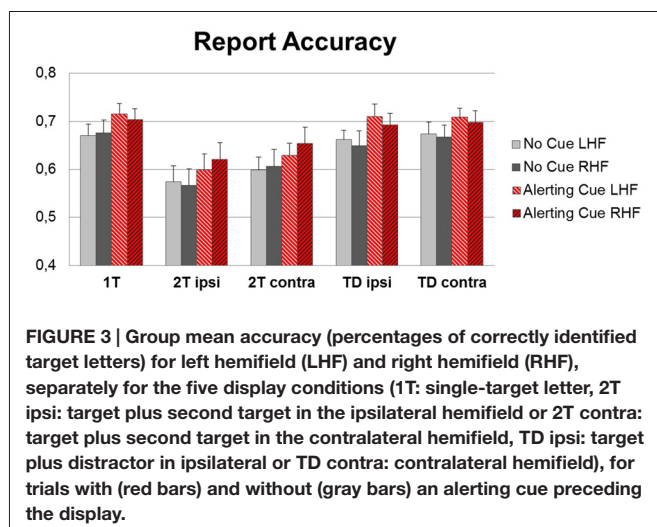 Report Accuracy
0,8
0,7
0,6
0,5
0,4
1T 2T ipsi 2T contra TD ipsi TD contra
No Cue LHF
No Cue RHF
Alerting Cue LHF
Alerting Cue RHF
FIGURE 3 | Group mean accuracy (percentages of correctly identified
target letters) for left hemifield (LHF) and right hemifield (RHF),
separately for the five display conditions (1T: single-target letter, 2T
ipsi: target plus second target in the ipsilateral hemifield or 2T contra:
target plus second target in the contralateral hemifield, TD ipsi: target
plus distractor in ipsilateral or TD contra: contralateral hemifield), for
trials with (red bars) and without (gray bars) an alerting cue preceding
the display.